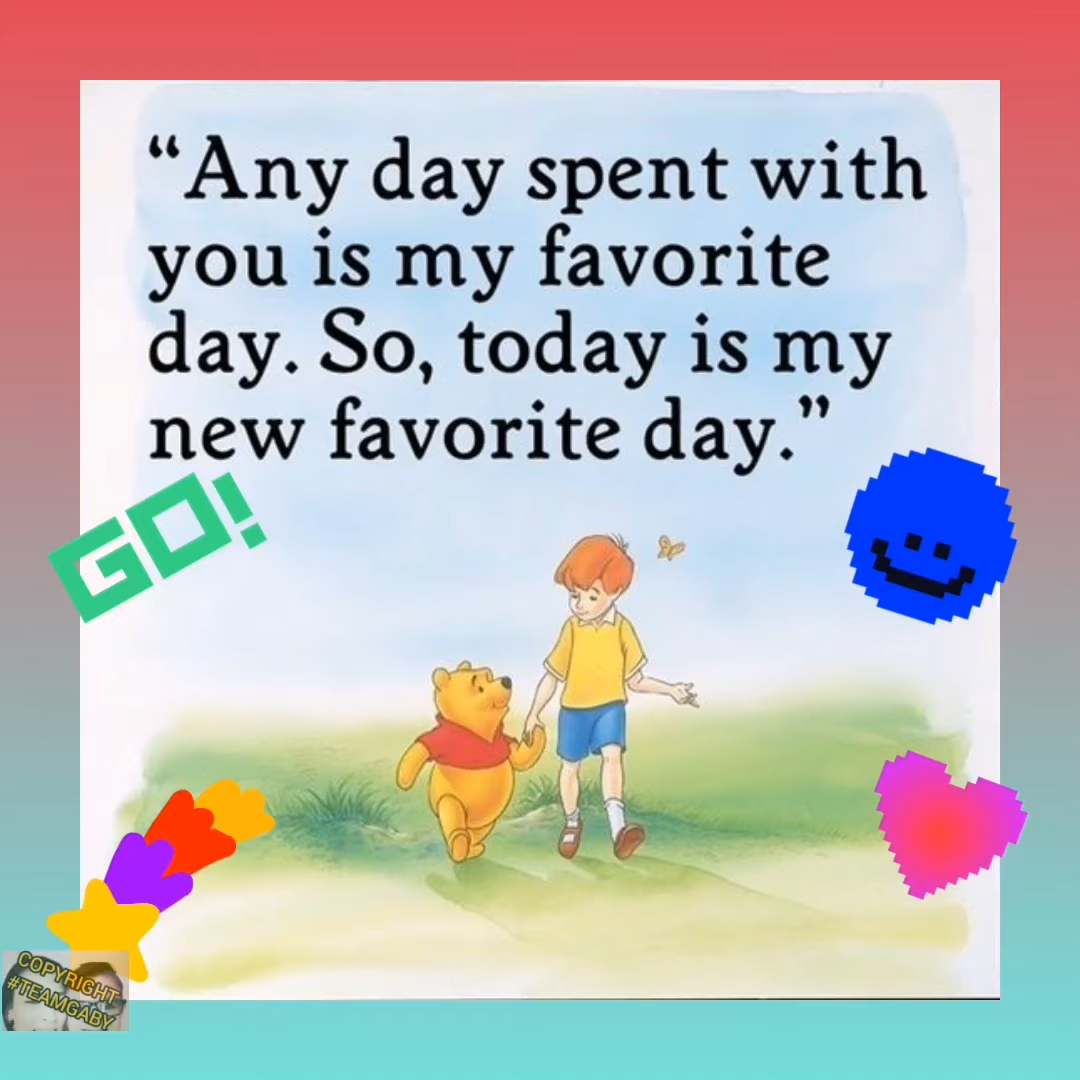 “Any day spent with
you is my favorite
day. So, today is my
new favorite day.”
GO!
COPYRIGHT
#TEAMGABY